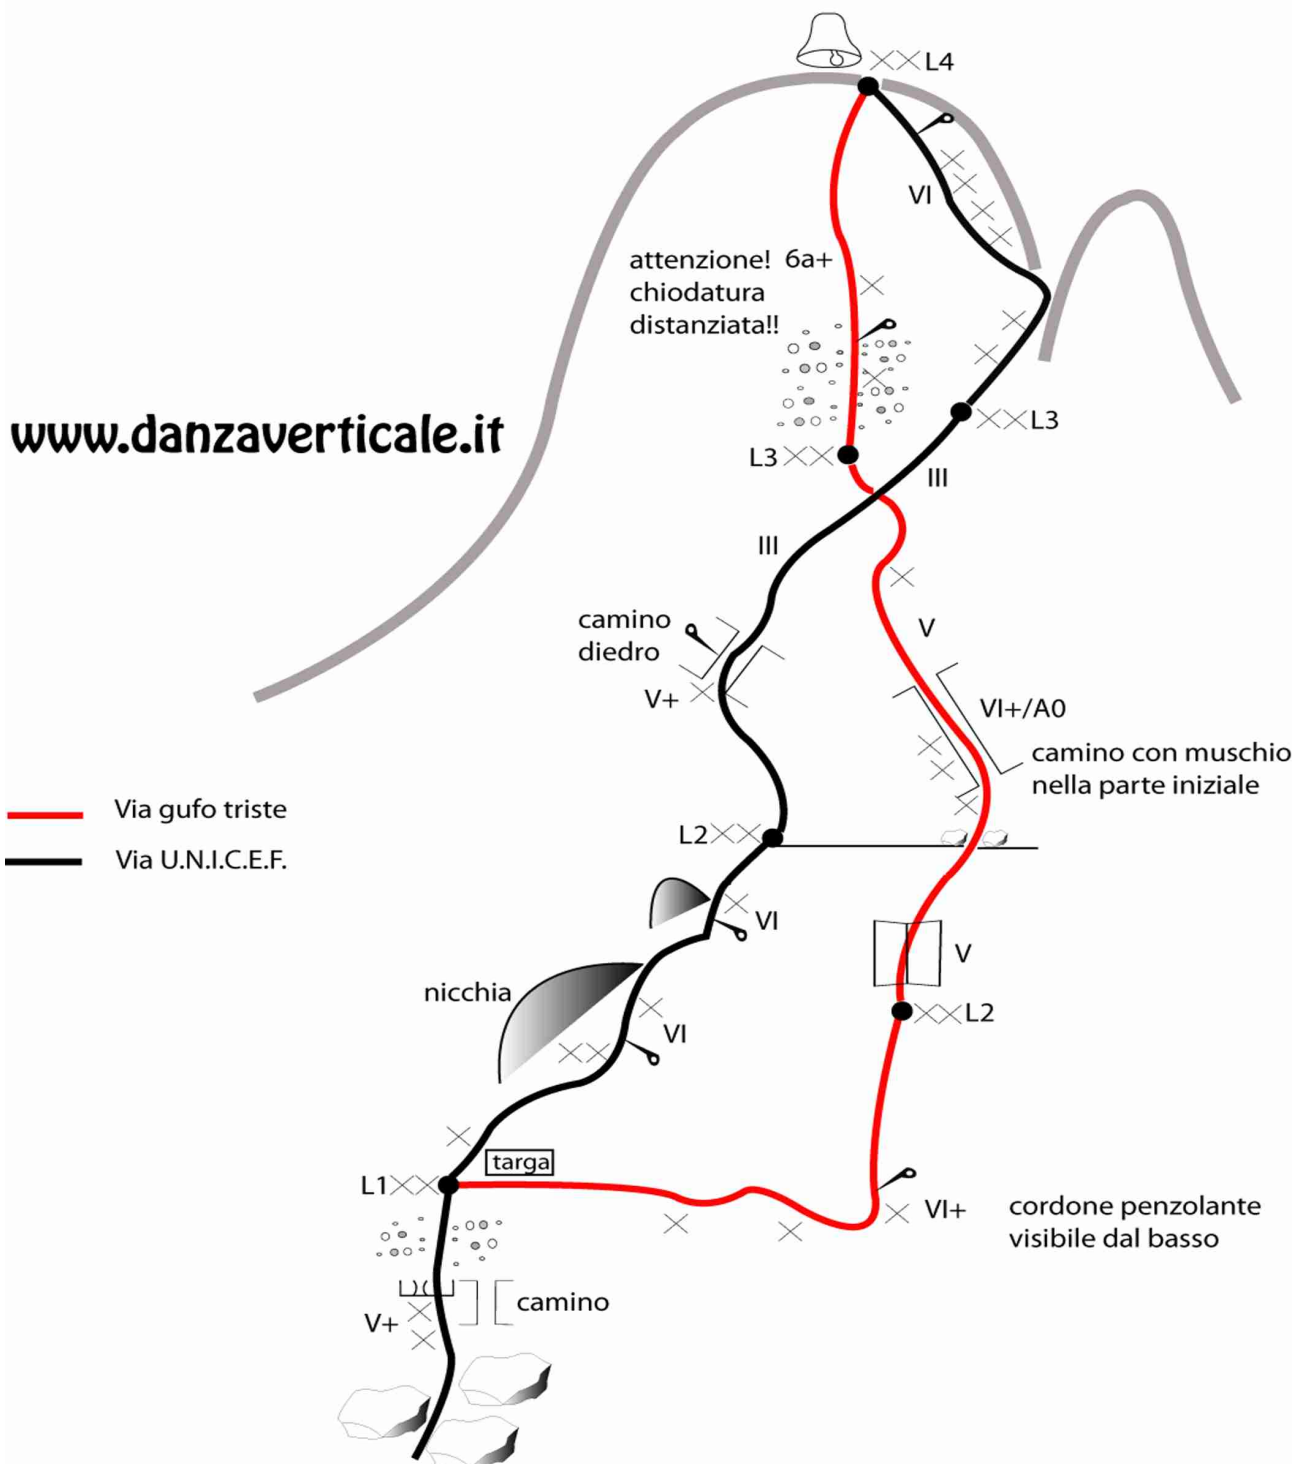 L4
VI
attenzione! 6a+
chiodatura
distanziata!!
www.danzaverticale.it
L3
L3
III
III
camino
diedro
V
V+
VI+/A0
camino con muschio
nella parte iniziale
Via gufo triste
Via U.N.I.C.E.F.
L2
VI
V
nicchia
L2
VI
targa
L1
VI+
cordone penzolante
visibile dal basso
camino
V+